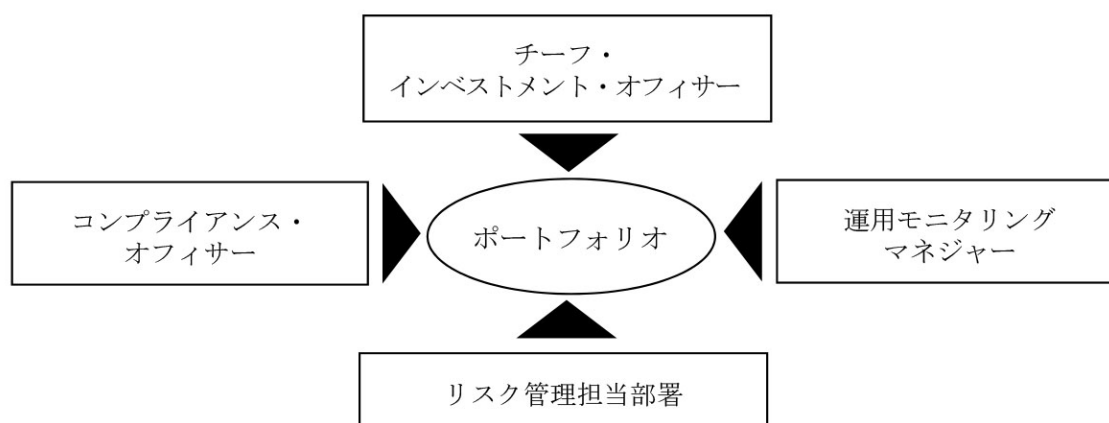 チーフ・
インベストメント・オフィサー
コンプライアンス・
オフィサー
ポートフォリオ
運用モニタリング
マネジャー
リスク管理担当部署